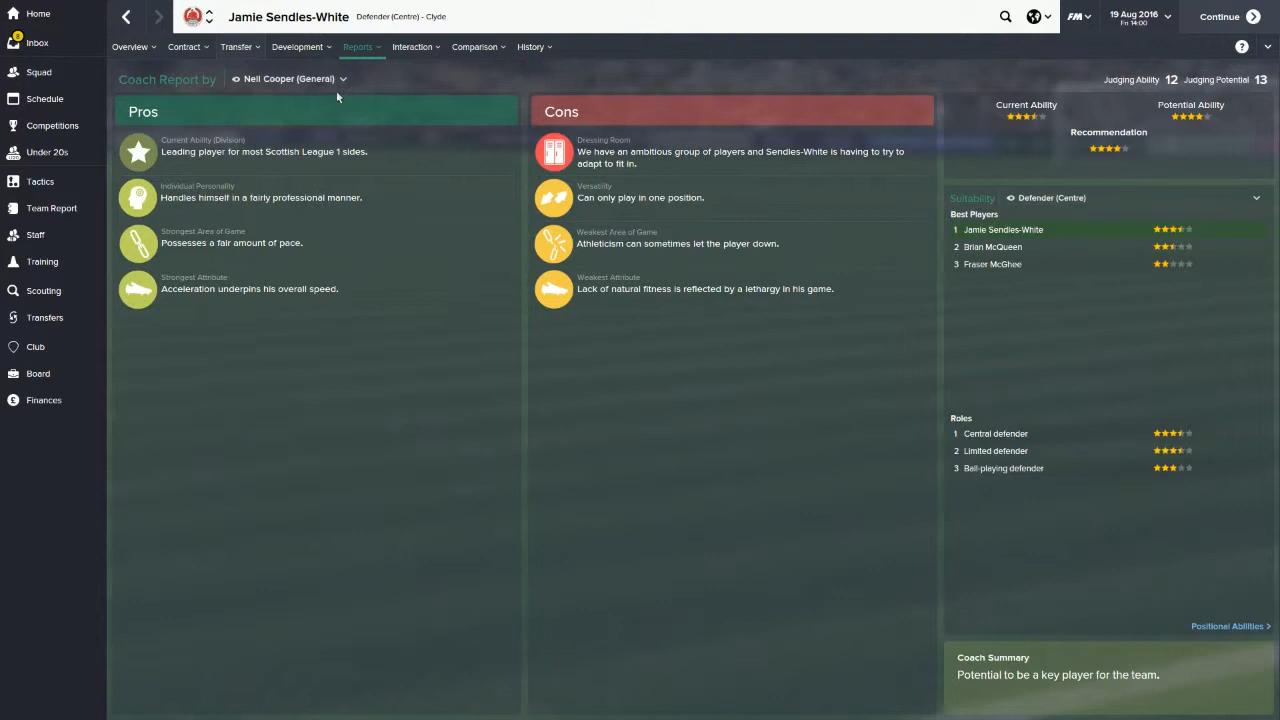 Home
Jamie Sendles-White
Defender (Centre) - Clyde
FM
19 Aug 2016
Fri 14:00
Continue
8
Inbox
Overview
Contract
Transfer
Development
Reports
Interaction
Comparison
History
?
Squad
Schedule
Competitions
Under 20s
Tactics
Team Report
Staff
Training
Scouting
Transfers
Club
Board
£ Finances
Coach Report by
Neil Cooper (General)
Judging Ability 12 Judging Potential 13
Pros
Current Ability (Division)
Leading player for most Scottish League 1 sides.
Individual Personality
Handles himself in a fairly professional manner.
Strongest Area of Game
Possesses a fair amount of pace.
Strongest Attribute
Acceleration underpins his overall speed.
Cons
Dressing Room
We have an ambitious group of players and Sendles-White is having to try to
adapt to fit in.
Versatility
Can only play in one position.
Weakest Area of Game
Athleticism can sometimes let the player down.
Weakest Attribute
Lack of natural fitness is reflected by a lethargy in his game.
Current Ability
Potential Ability
Recommendation
Suitability
Defender (Centre)
Best Players
1 Jamie Sendles-White
2 Brian McQueen
3 Fraser McGhee
Roles
1 Central defender
2 Limited defender
3 Ball-playing defender
Positional Abilities >
Coach Summary
Potential to be a key player for the team.